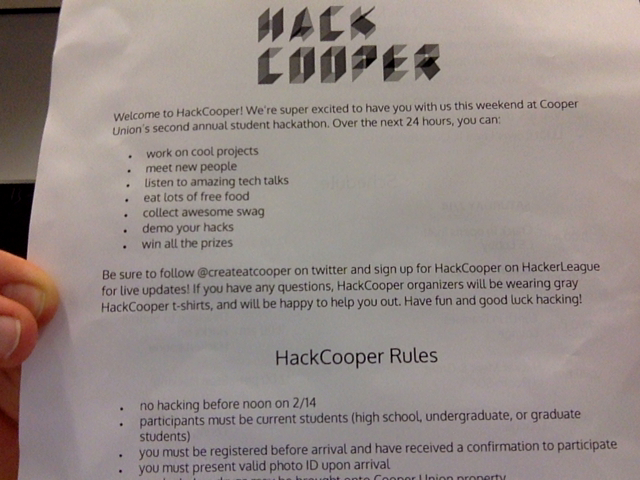 HACK
COOPER
Welcome to HackCooper! We're super excited to have you with us this weekend at Cooper
Union's second annual student hackathon. Over the next 24 hours, you can:
• work on cool projects
• meet new people
• listen to amazing tech talks
• eat lots of free food
• collect awesome swag
• demo your hacks
• win all the prizes
Be sure to follow @createatcooper on twitter and sign up for HackCooper on HackerLeague
for live updates! If you have any questions, HackCooper organizers will be wearing gray
HackCooper t-shirts, and will be happy to help you out. Have fun and good luck hacking!
HackCooper Rules
• no hacking before noon on 2/14
• participants must be current students (high school, undergraduate, or graduate
students)
• you must be registered before arrival and have received a confirmation to participate
• you must present valid photo ID upon arrival
may be brought onto Cooper Union property